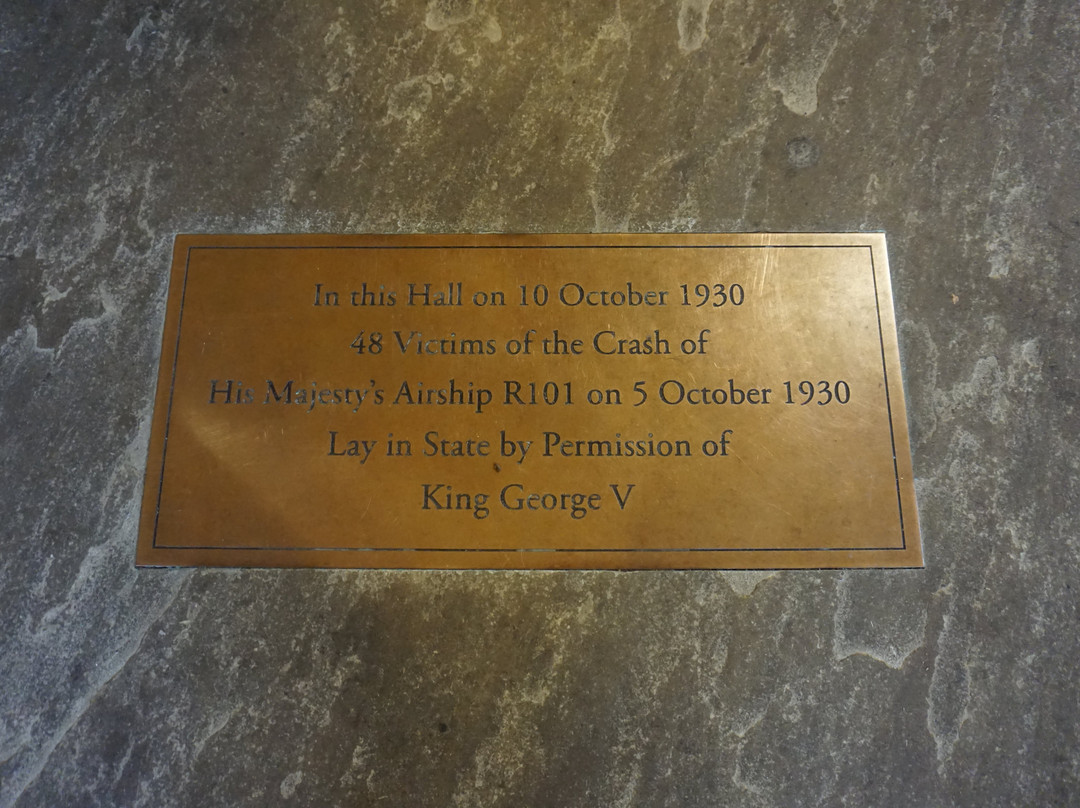 In this Hall on 10 October 1930
48 Victims of the Crash of
His Majesty's Airship R101 on 5 October 1930
Lay in State by Permission of
King George V